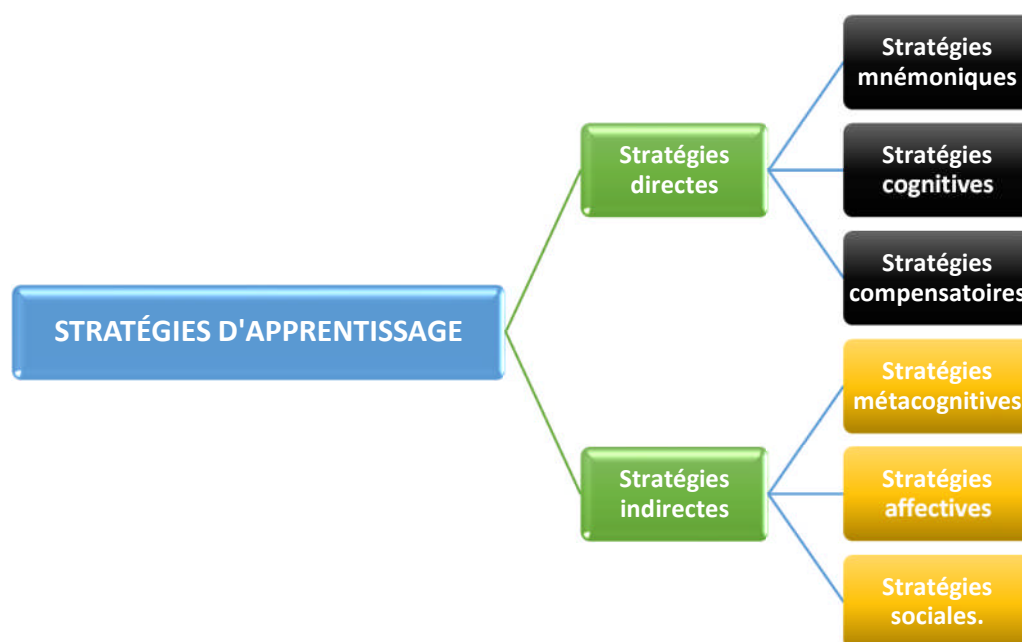 STRATÉGIES D'APPRENTISSAGE
Stratégies
directes
Stratégies
mnémoniques
Stratégies
cognitives
Stratégies
compensatoires
Stratégies
indirectes
Stratégies
métacognitives
Stratégies
affectives
Stratégies
sociales.